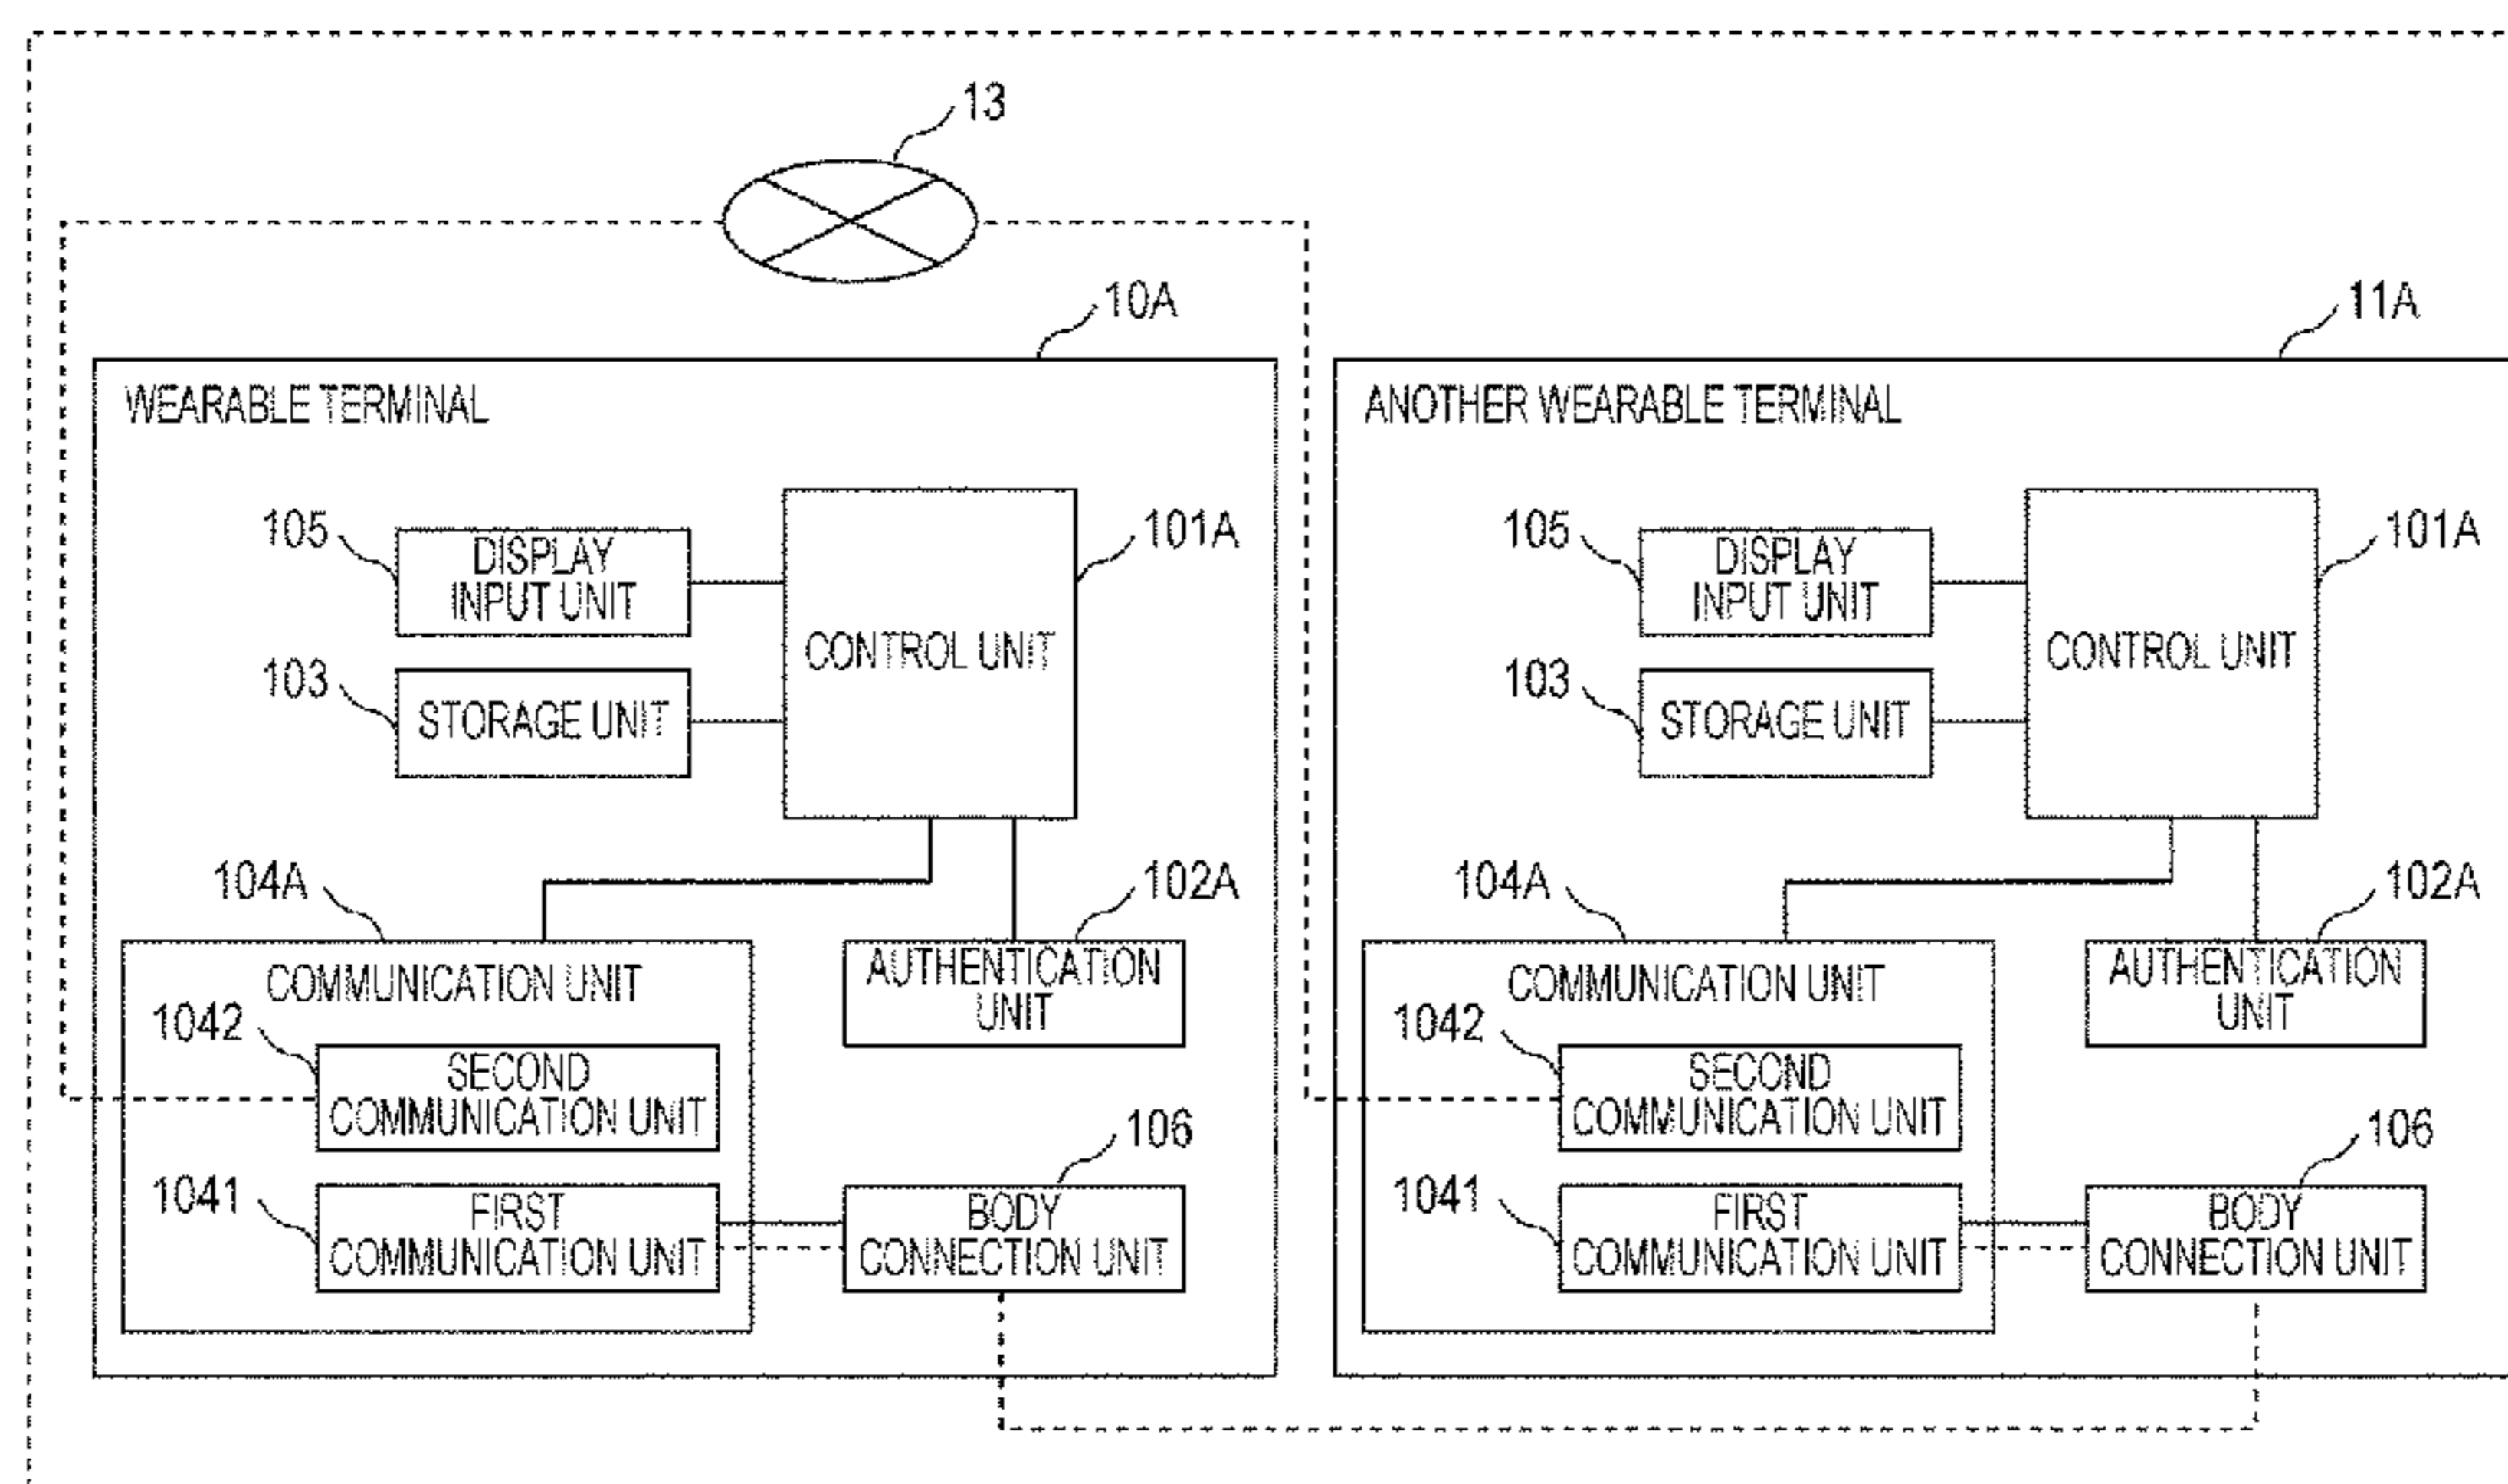 13
10A
11A
WEARABLE TERMINAL
105
DISPLAY
INPUT UNIT
101A
CONTROL UNIT
103
STORAGE UNIT
104A
102A
COMMUNICATION UNIT
AUTHENTICATION
UNIT
1042
SECOND
COMMUNICATION UNIT
106
1041
FIRST
COMMUNICATION UNIT
BODY
CONNECTION UNIT
ANOTHER WEARABLE TERMINAL
105
DISPLAY
INPUT UNIT
101A
CONTROL UNIT
103
STORAGE UNIT
104A
102A
COMMUNICATION UNIT
AUTHENTICATION
UNIT
1042
SECOND
COMMUNICATION UNIT
106
1041
FIRST
COMMUNICATION UNIT
BODY
CONNECTION UNIT